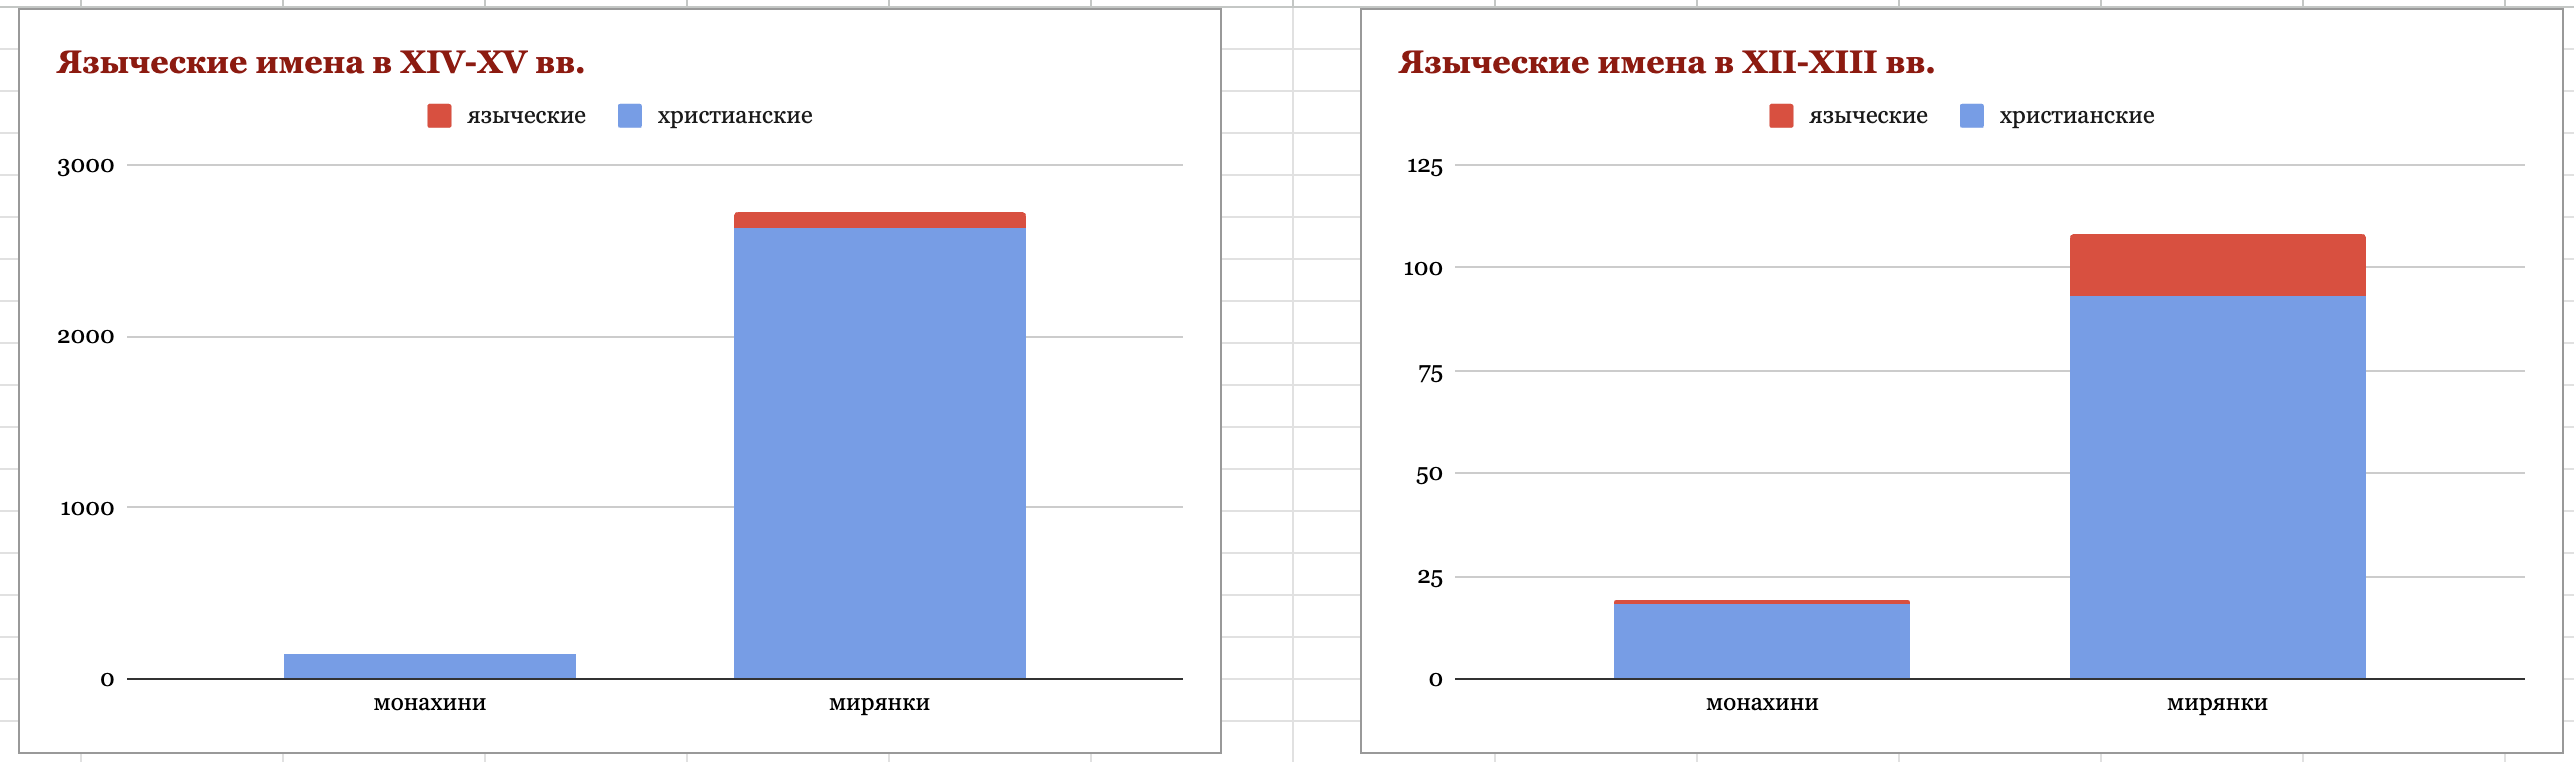 Языческие имена в XIV-XV вв.
языческие христианские
3000
2000
1000
0
монахини мирянки
Языческие имена в XII-XIII вв.
языческие христианские
125
100
75
50
25
0
монахини мирянки